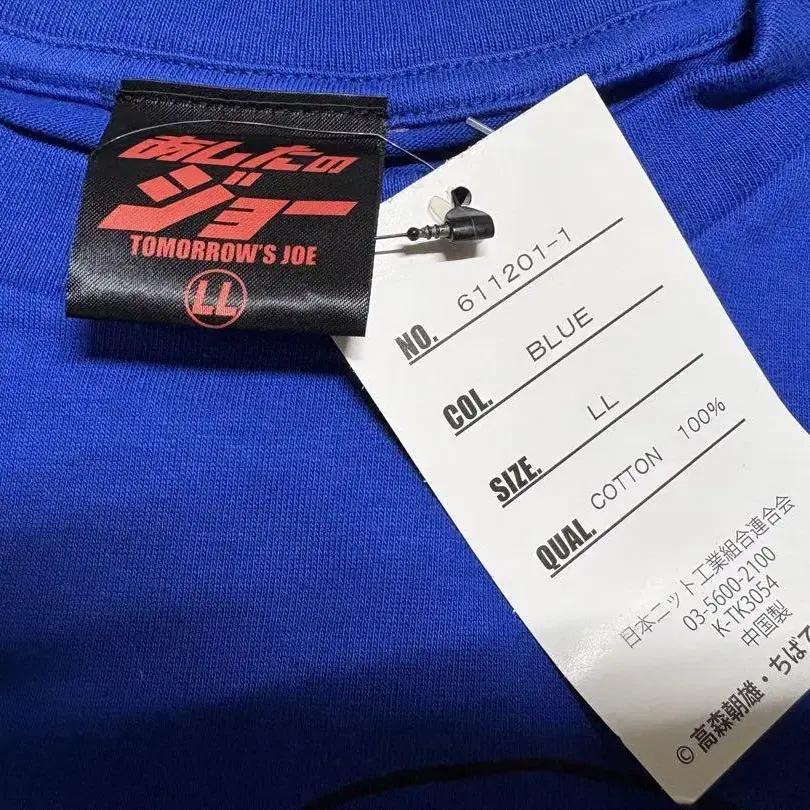 あしたの
ジョー
TOMORROW'S JOE
LL
NO. 611201-1
COL. BLUE
SIZE. LL
QUAL. COTTON 100%
日本ニット工業組合連合会
03-5600-2100
K-TK3054
中国製
© 高森朝雄・ちばて